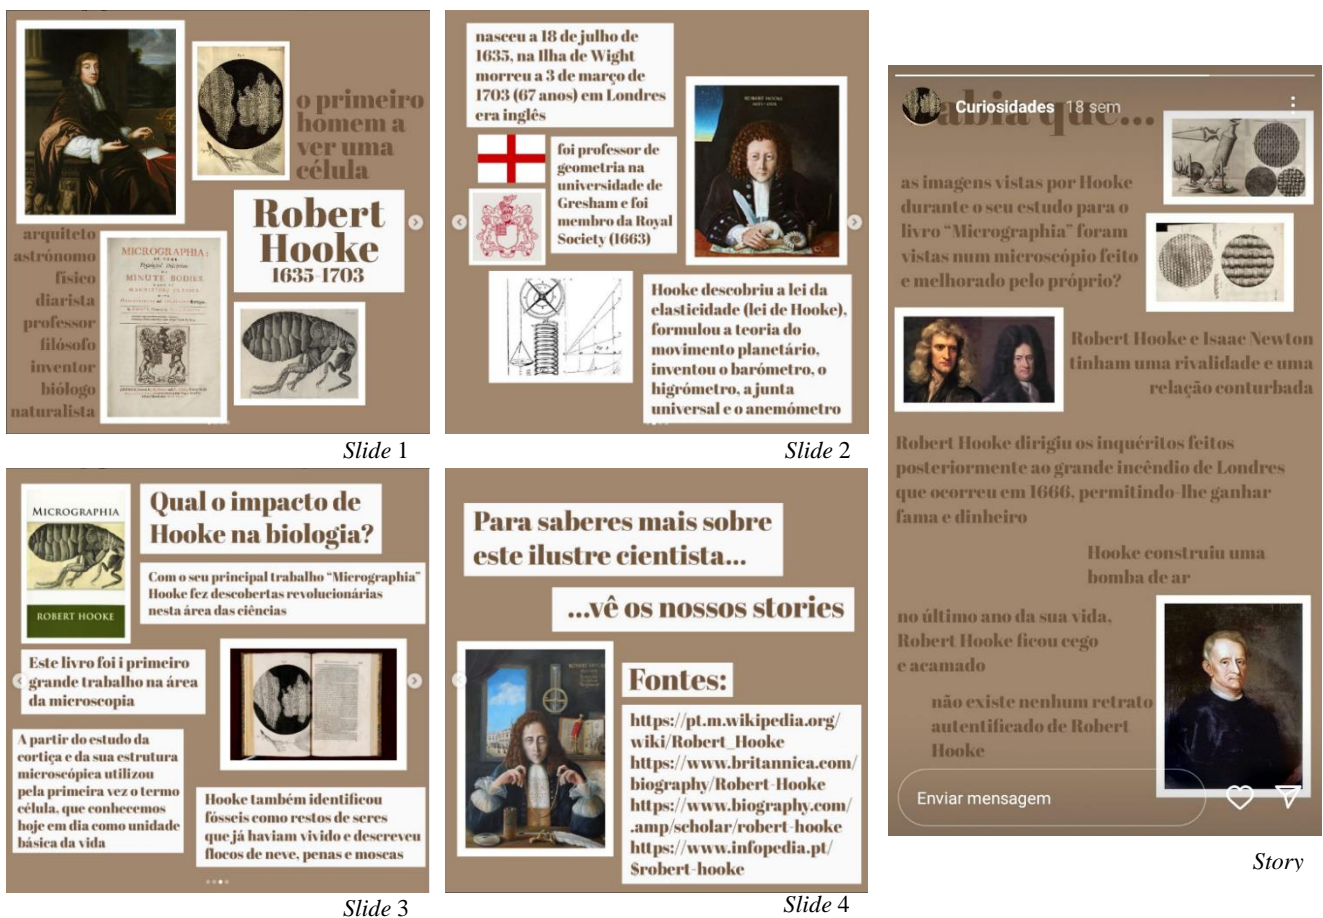 o primeiro
homem a
ver uma
célula
Robert
Hooke
1635-1703
arquiteto
astrónomo
físico
diarista
professor
filósofo
inventor
biólogo
naturalista
MICROGRAPHIA:
MINUTE BODIES
Slide 1
nasceu a 18 de julho de
1635, na Ilha de Wight
morreu a 3 de março de
1703 (67 anos) em Londres
era inglês
foi professor de
geometria na
universidade de
Gresham e foi
membro da Royal
Society (1663)
Hooke descobriu a lei da
elasticidade (lei de Hooke),
formulou a teoria do
movimento planetário,
inventou o barómetro, o
higrómetro, a junta
universal e o anemómetro
Slide 2
MICROGRAPHIA
ROBERT HOOKE
Qual o impacto de
Hooke na biologia?
Com o seu principal trabalho “Micrographia”
Hooke fez descobertas revolucionárias
nesta área das ciências
Este livro foi i primeiro
grande trabalho na área
da microscopia
A partir do estudo da
cortiça e da sua estrutura
microscópica utilizou
pela primeira vez o termo
célula, que conhecemos
hoje em dia como unidade
básica da vida
Hooke também identificou
fósseis como restos de seres
que já haviam vivido e descreveu
flocos de neve, penas e moscas
Slide 3
Para saberes mais sobre
este ilustre cientista...
...vê os nossos stories
Fontes:
https://pt.m.wikipedia.org/
wiki/Robert_Hooke
https://www.britannica.com/
biography/Robert-Hooke
https://www.biography.com/
.amp/scholar/robert-hooke
https://www.infopedia.pt/
$robert-hooke
Slide 4
Curiosidades 18 sem
abia que...
as imagens vistas por Hooke
durante o seu estudo para o
livro “Micrographia” foram
vistas num microscópio feito
e melhorado pelo próprio?
Robert Hooke e Isaac Newton
tinham uma rivalidade e uma
relação conturbada
Robert Hooke dirigiu os inquéritos feitos
posteriormente ao grande incêndio de Londres
que ocorreu em 1666, permitindo-lhe ganhar
fama e dinheiro
Hooke construiu uma
bomba de ar
no último ano da sua vida,
Robert Hooke ficou cego
e acamado
não existe nenhum retrato
autentificado de Robert
Hooke
Enviar mensagem
Story